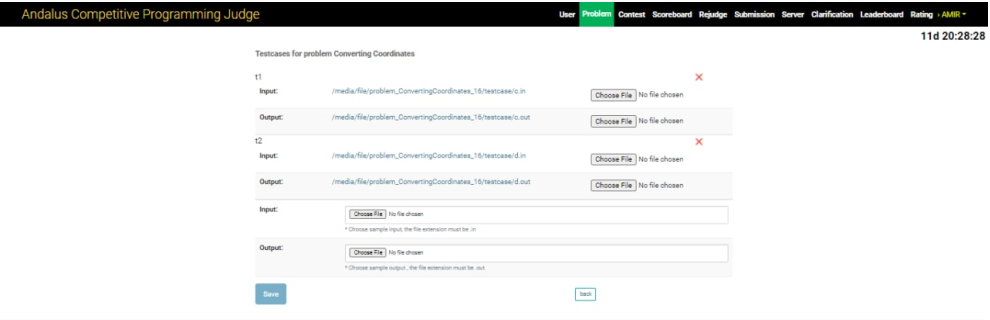 Andalus Competitive Programming Judge
User Problem Contest Scoreboard Rejudge Submission Server Clarification Leaderboard Rating › AMIR
11d 20:28:28
Testcases for problem Converting Coordinates
t1
Input: /media/file/problem_ConvertingCoordinates_16/testcase/c.in Choose File No file chosen
Output: /media/file/problem_ConvertingCoordinates_16/testcase/c.out Choose File No file chosen
t2
Input: /media/file/problem_ConvertingCoordinates_16/testcase/d.in Choose File No file chosen
Output: /media/file/problem_ConvertingCoordinates_16/testcase/d.out Choose File No file chosen
Input: Choose File No file chosen
* Choose sample input, the file extension must be .in
Output: Choose File No file chosen
* Choose sample output , the file extension must be .out
Save back